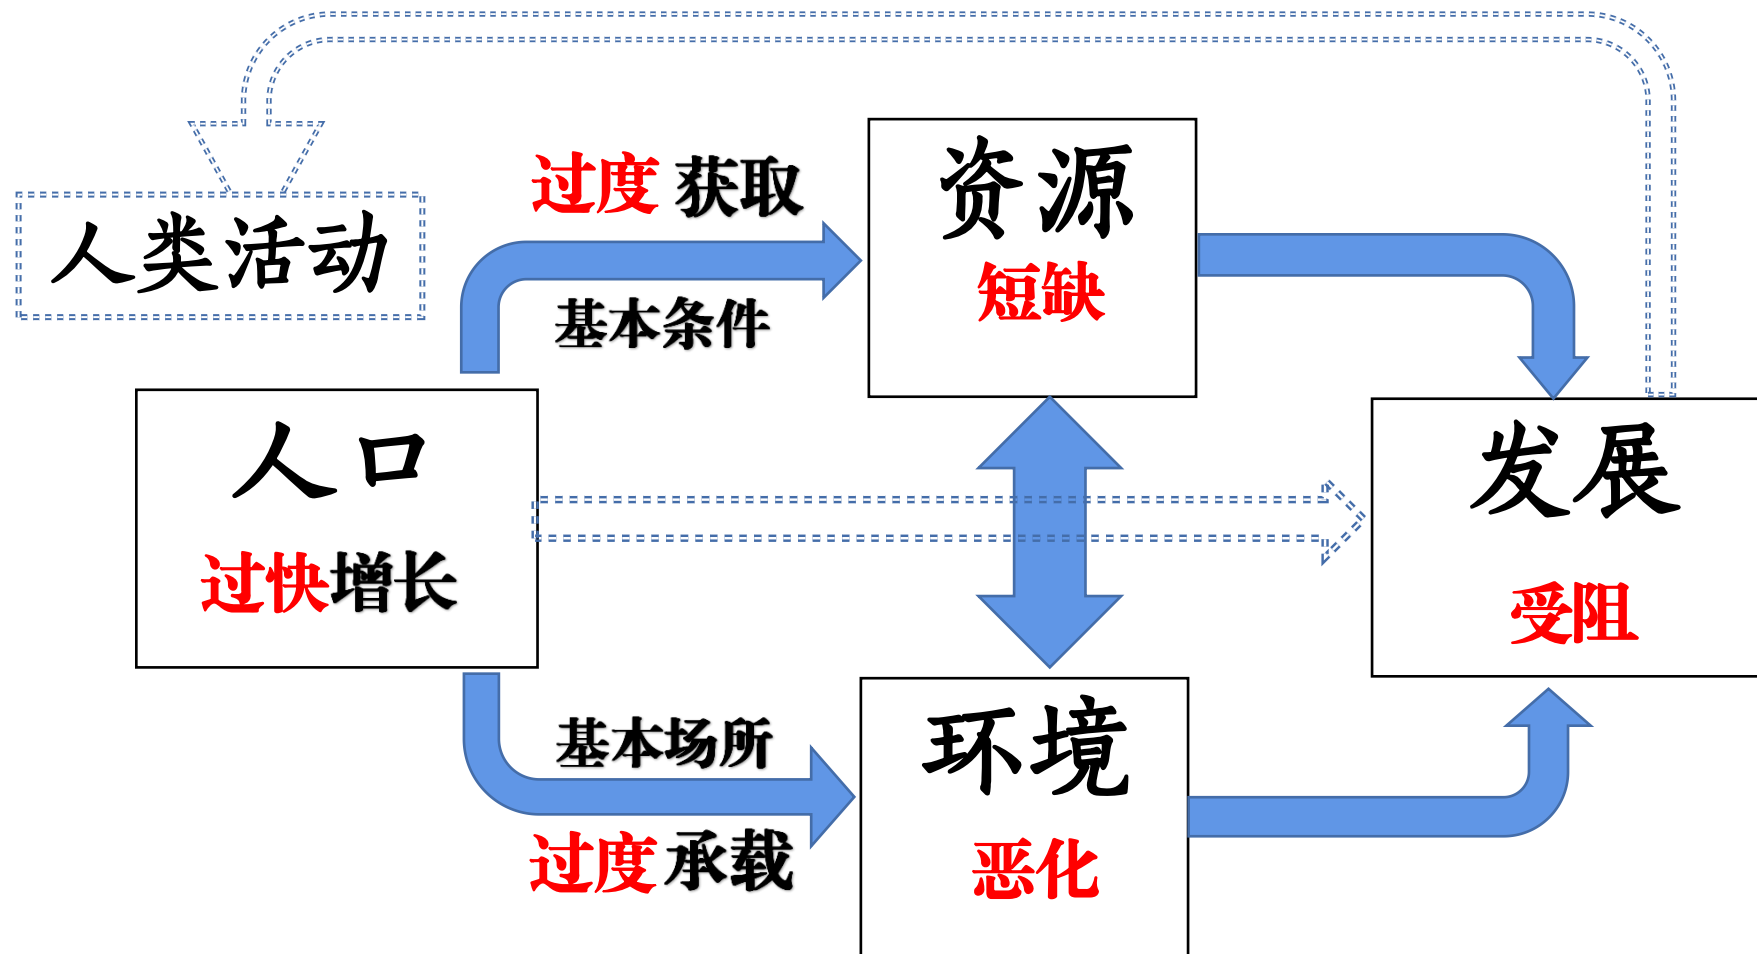 人类活动
过度 获取
基本条件
资源
短缺
人口
过快增长
发展
受阻
基本场所
过度 承载
环境
恶化